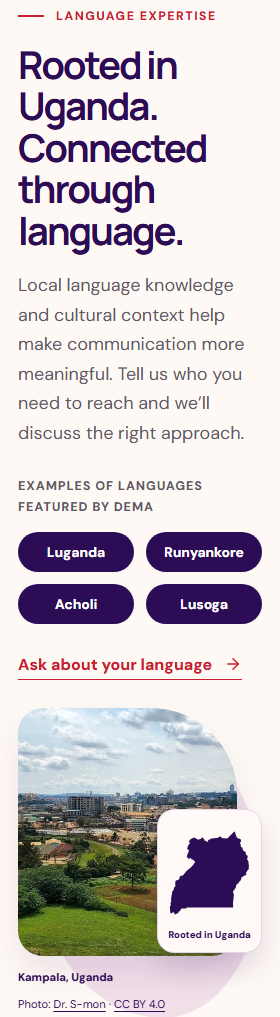 LANGUAGE EXPERTISE
Rooted in
Uganda.
Connected
through
language.
Local language knowledge
and cultural context help
make communication more
meaningful. Tell us who you
need to reach and we’ll
discuss the right approach.
EXAMPLES OF LANGUAGES
FEATURED BY DEMA
Luganda
Runyankore
Acholi
Lusoga
Ask about your language →
Rooted in Uganda
Kampala, Uganda
Photo: Dr. S-mon · CC BY 4.0